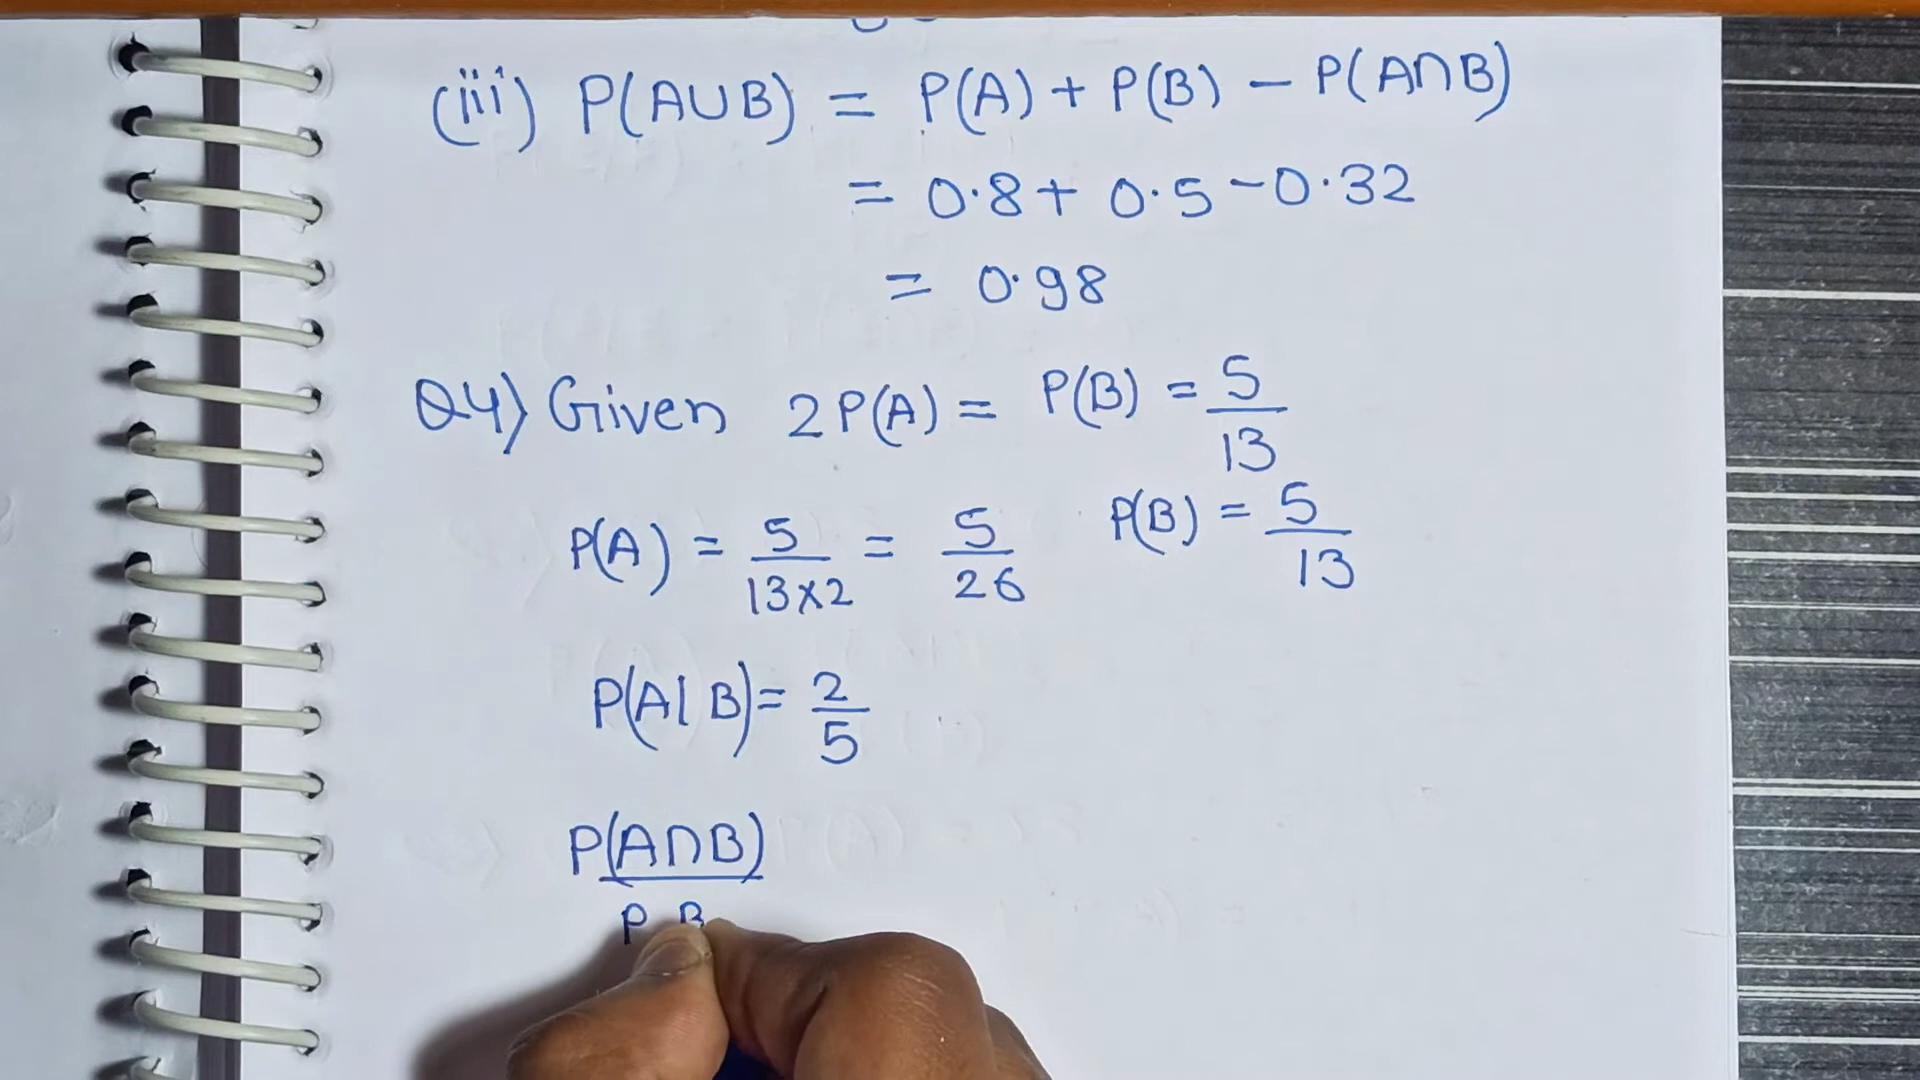 (iii) P(A∪B) = P(A) + P(B) − P(A∩B)
= 0.8 + 0.5 − 0.32
= 0.98
Q4) Given 2P(A) = P(B) = 5/13
P(A) = 5/13×2 = 5/26 P(B) = 5/13
P(A|B) = 2/5
P(A∩B)
P B